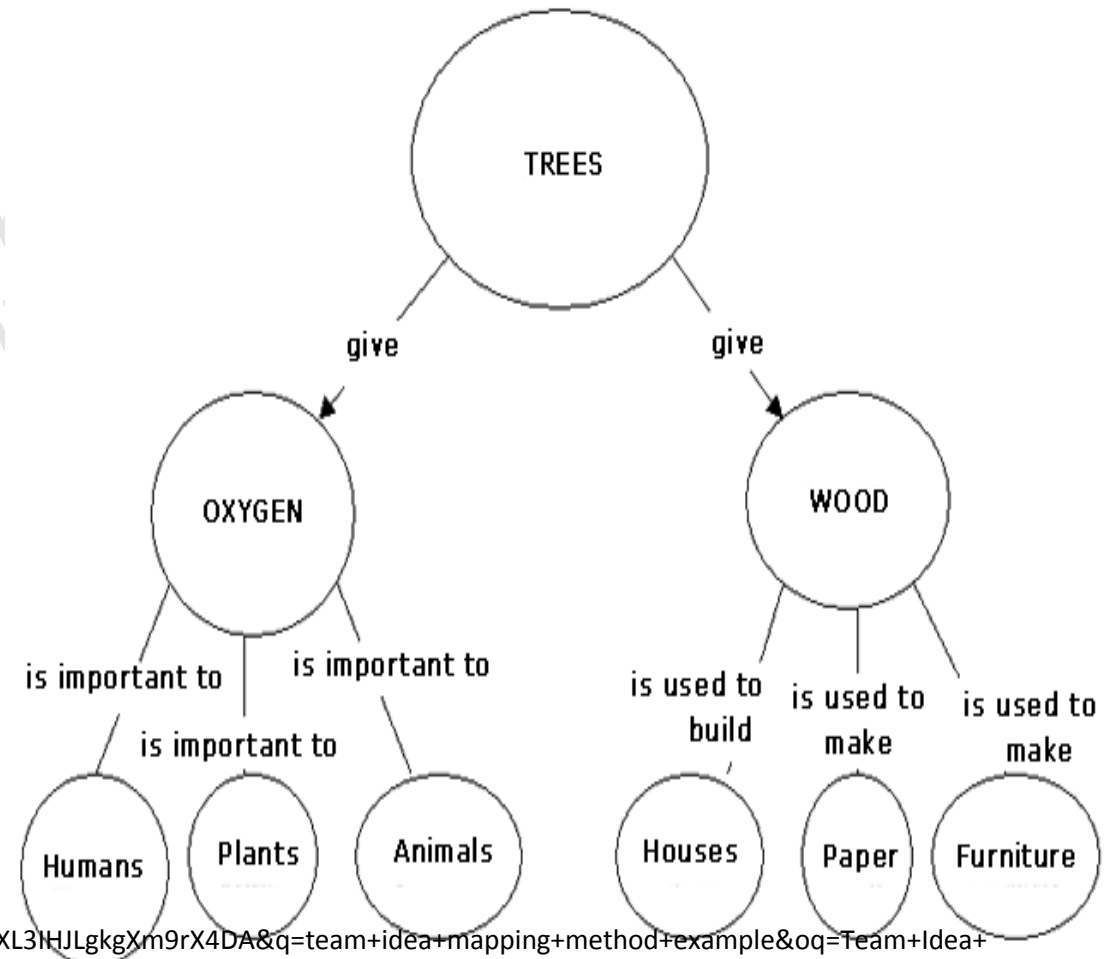 TREES
give
give
OXYGEN
WOOD
is important to
is important to
is important to
is used to
build
is used to
make
is used to
make
Humans
Plants
Animals
Houses
Paper
Furniture
XL3IHJLgkgXm9rX4DA&q=team+idea+mapping+method+example&oq=Team+Idea+